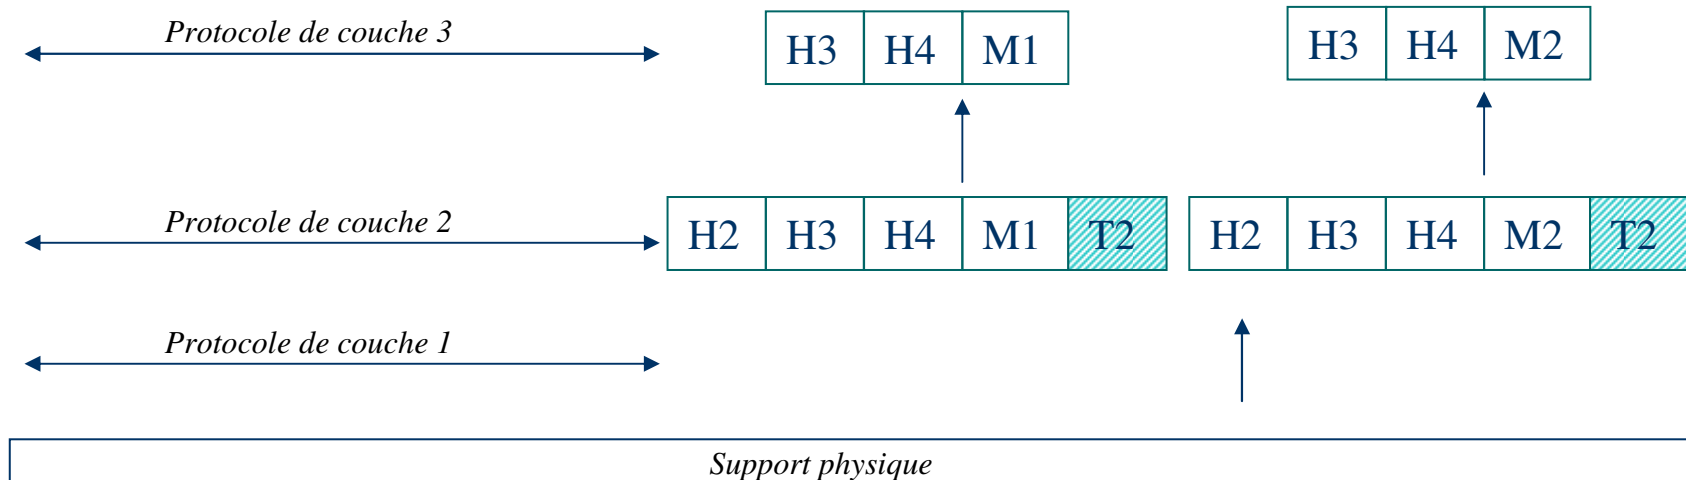 Protocole de couche 3
H3 H4 M1
H3 H4 M2
Protocole de couche 2
H2 H3 H4 M1 T2
H2 H3 H4 M2 T2
Protocole de couche 1
Support physique